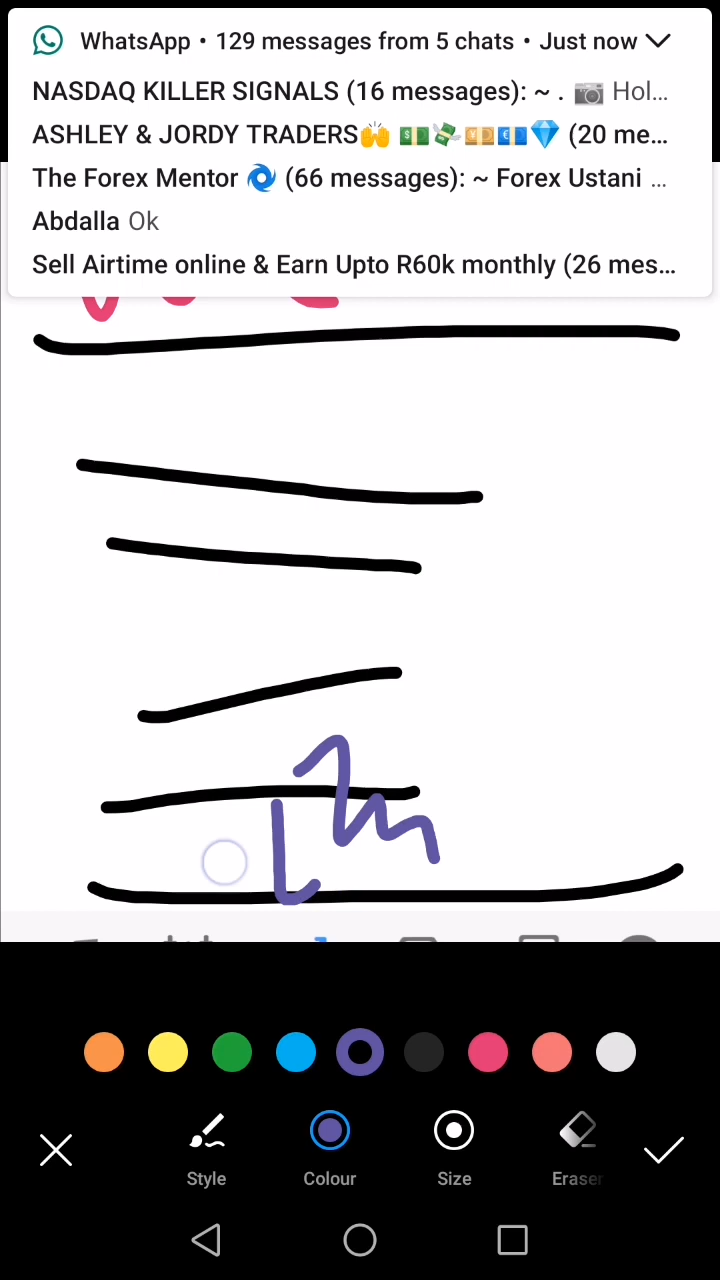 WhatsApp • 129 messages from 5 chats • Just now
NASDAQ KILLER SIGNALS (16 messages): ~ . 📷 Hol...
ASHLEY & JORDY TRADERS🙌 💵💸💴💶💎 (20 me...
The Forex Mentor 🌀 (66 messages): ~ Forex Ustani ...
Abdalla Ok
Sell Airtime online & Earn Upto R60k monthly (26 mes...
Style Colour Size Eraser